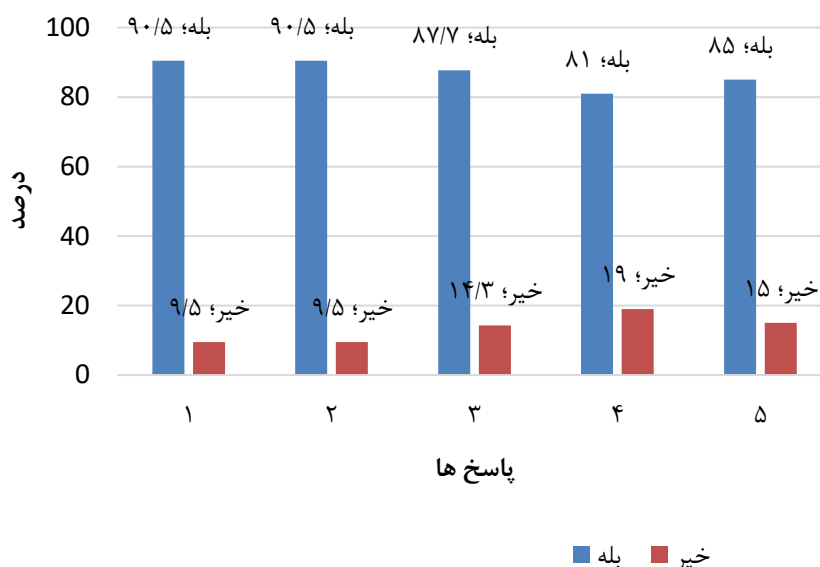 بله؛ ۹۰/۵
بله؛ ۹۰/۵
بله؛ ۸۷/۷
بله؛ ۸۱
بله؛ ۸۵
خیر؛ ۹/۵
خیر؛ ۹/۵
خیر؛ ۱۴/۳
خیر؛ ۱۹
خیر؛ ۱۵
100
80
60
40
20
0
درصد
۱ ۲ ۳ ۴ ۵
پاسخ ها
بله خیر